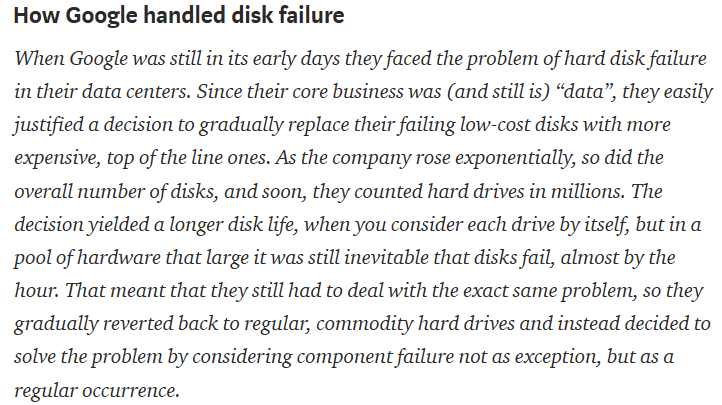 How Google handled disk failure
When Google was still in its early days they faced the problem of hard disk failure
in their data centers. Since their core business was (and still is) “data”, they easily
justified a decision to gradually replace their failing low-cost disks with more
expensive, top of the line ones. As the company rose exponentially, so did the
overall number of disks, and soon, they counted hard drives in millions. The
decision yielded a longer disk life, when you consider each drive by itself, but in a
pool of hardware that large it was still inevitable that disks fail, almost by the
hour. That meant that they still had to deal with the exact same problem, so they
gradually reverted back to regular, commodity hard drives and instead decided to
solve the problem by considering component failure not as exception, but as a
regular occurrence.